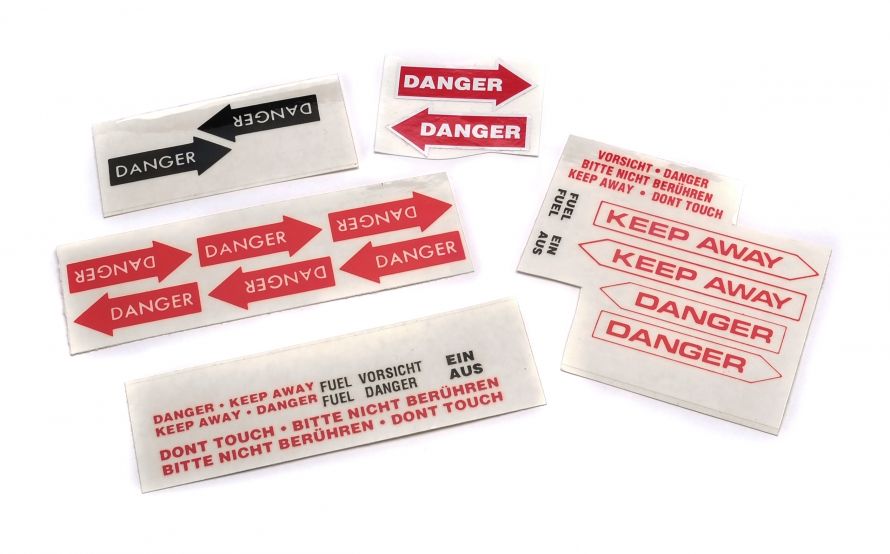 DANGER
DANGER
DANGER
DANGER
DANGER
DANGER
DANGER
DANGER
DANGER
DANGER
VORSICHT • DANGER
BITTE NICHT BERÜHREN
KEEP AWAY • DONT TOUCH
FUEL EIN
FUEL AUS
KEEP AWAY
KEEP AWAY
DANGER
DANGER
DANGER • KEEP AWAY FUEL VORSICHT EIN
KEEP AWAY • DANGER FUEL DANGER AUS
DONT TOUCH • BITTE NICHT BERÜHREN
BITTE NICHT BERÜHREN • DONT TOUCH